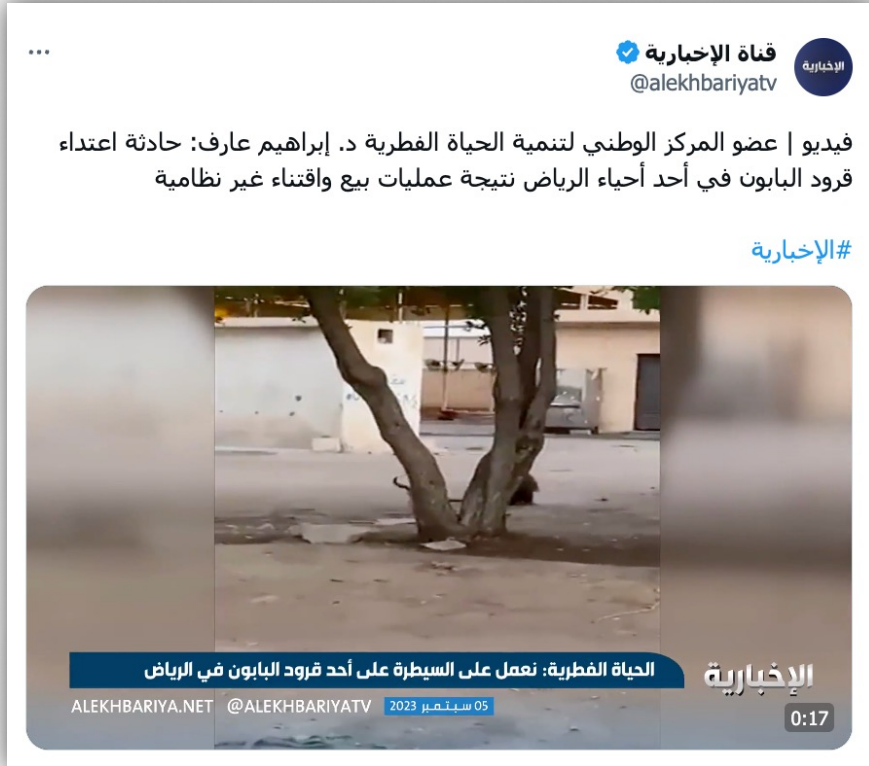 قناة الإخبارية
@alekhbariyatv
الإخبارية
فيديو | عضو المركز الوطني لتنمية الحياة الفطرية د. إبراهيم عارف: حادثة اعتداء
قرود البابون في أحد أحياء الرياض نتيجة عمليات بيع واقتناء غير نظامية
#الإخبارية
الحياة الفطرية: نعمل على السيطرة على أحد قرود البابون في الرياض
الإخبارية
ALEKHBARIYA.NET @ALEKHBARIYATV 05 سبتمبر 2023
0:17